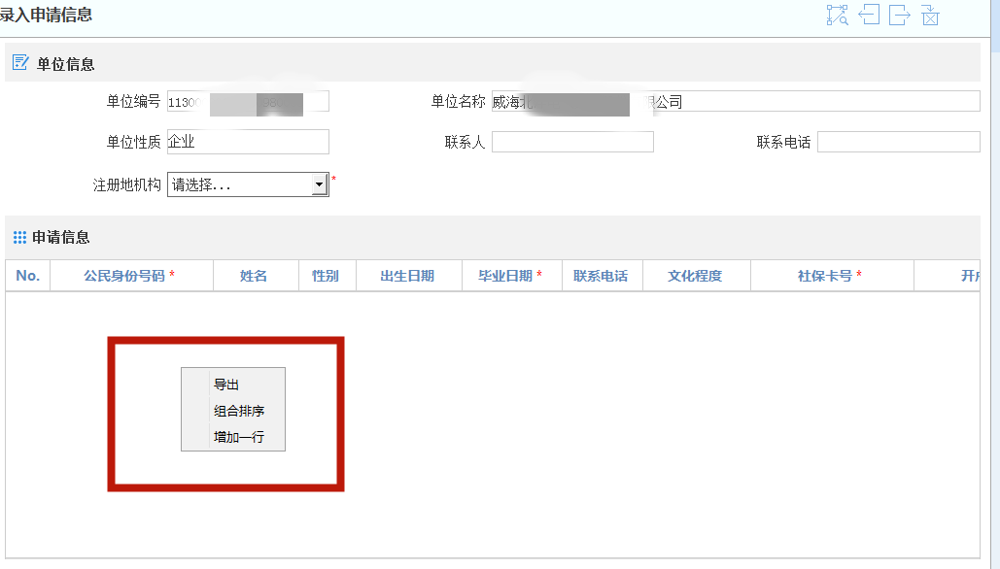 录入申请信息
单位信息
单位编号 1130
单位名称 威海北 限公司
单位性质 企业 联系人 联系电话
注册地机构 请选择... *
申请信息
No. 公民身份号码 * 姓名 性别 出生日期 毕业日期 * 联系电话 文化程度 社保卡号 * 开户
导出
组合排序
增加一行